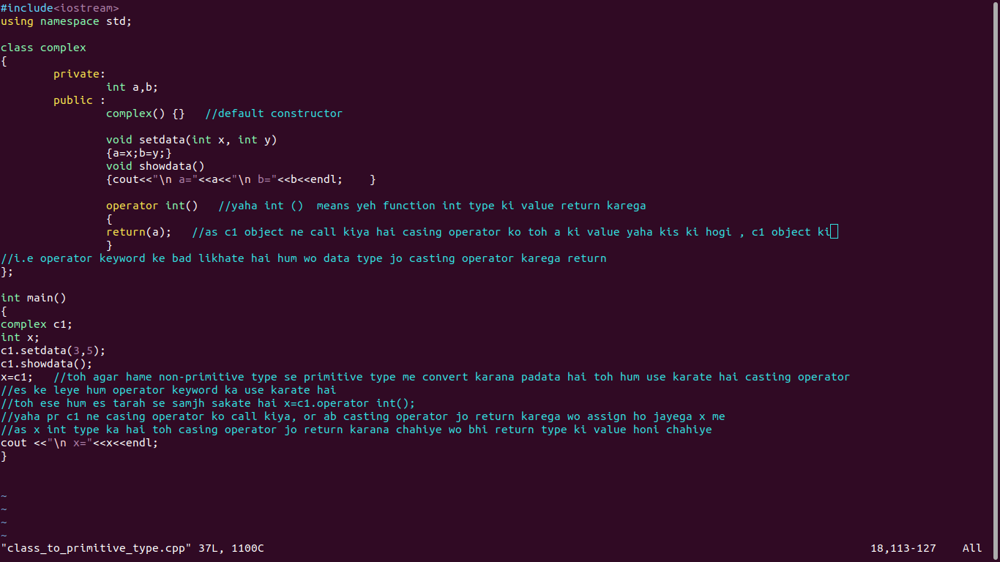 #include<iostream>
using namespace std;
class complex
{
private:
int a,b;
public :
complex() {}   //default constructor
void setdata(int x, int y)
{a=x;b=y;}
void showdata()
{cout<<"\n a="<<a<<"\n b="<<b<<endl;    }
operator int()   //yaha int ()  means yeh function int type ki value return karega
{
return(a);   //as c1 object ne call kiya hai casing operator ko toh a ki value yaha kis ki hogi , c1 object ki
}
//i.e operator keyword ke bad likhate hai hum wo data type jo casting operator karega return
};
int main()
{
complex c1;
int x;
c1.setdata(3,5);
c1.showdata();
x=c1;   //toh agar hame non-primitive type se primitive type me convert karana padata hai toh hum use karate hai casting operator
//es ke leye hum operator keyword ka use karate hai
//toh ese hum es tarah se samjh sakate hai x=c1.operator int();
//yaha pr c1 ne casing operator ko call kiya, or ab casting operator jo return karega wo assign ho jayega x me
//as x int type ka hai toh casing operator jo return karana chahiye wo bhi return type ki value honi chahiye
cout <<"\n x="<<x<<endl;
}
~
~
~
~
"class_to_primitive_type.cpp" 37L, 1100C 18,113-127 All